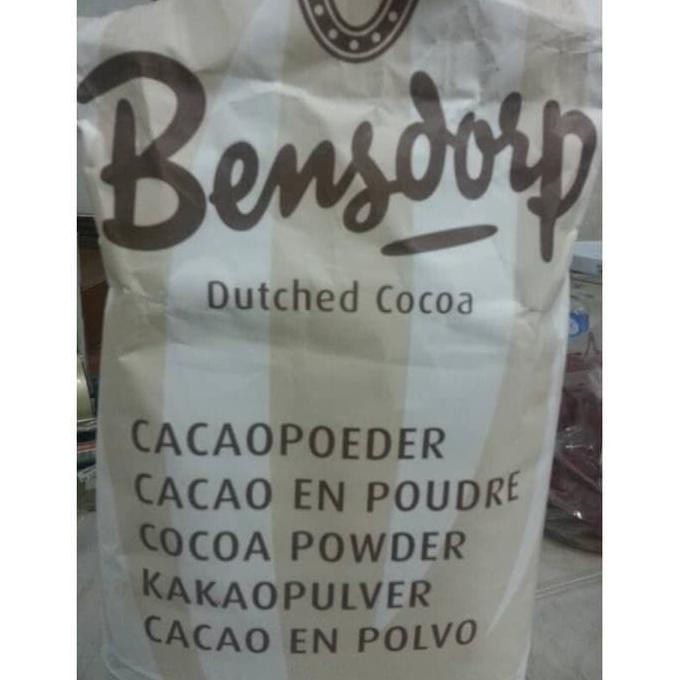 Bensdorp
Dutched Cocoa
CACAOPOEDER
CACAO EN POUDRE
COCOA POWDER
KAKAOPULVER
CACAO EN POLVO